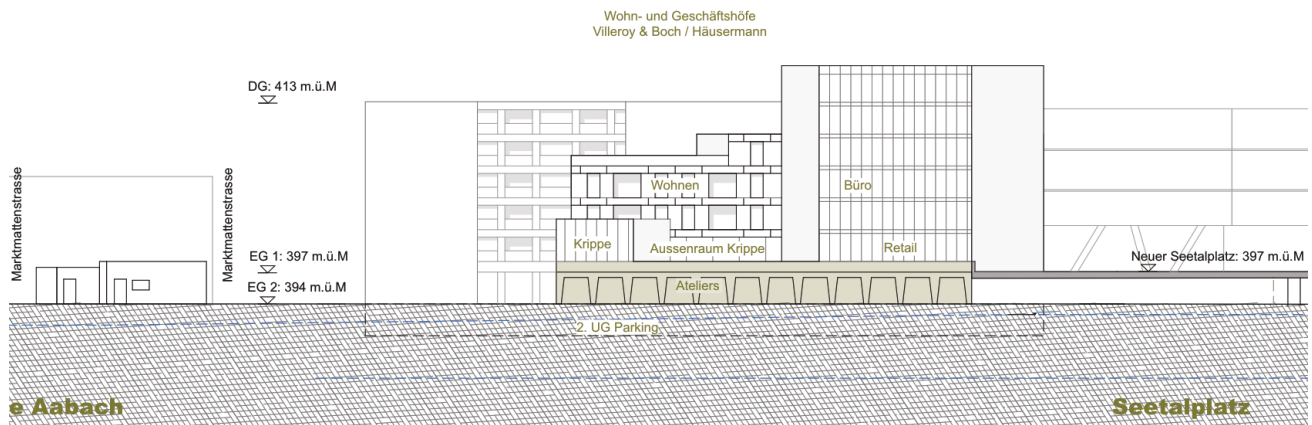 Wohn- und Geschäftshöfe
Villeroy & Boch / Häusermann
DG: 413 m.ü.M
Marktmattenstrasse
Marktmattenstrasse
Wohnen
Büro
Krippe
Aussenraum Krippe
Retail
EG 1: 397 m.ü.M
Neuer Seetalplatz: 397 m.ü.M
EG 2: 394 m.ü.M
Ateliers
2. UG Parking
e Aabach
Seetalplatz